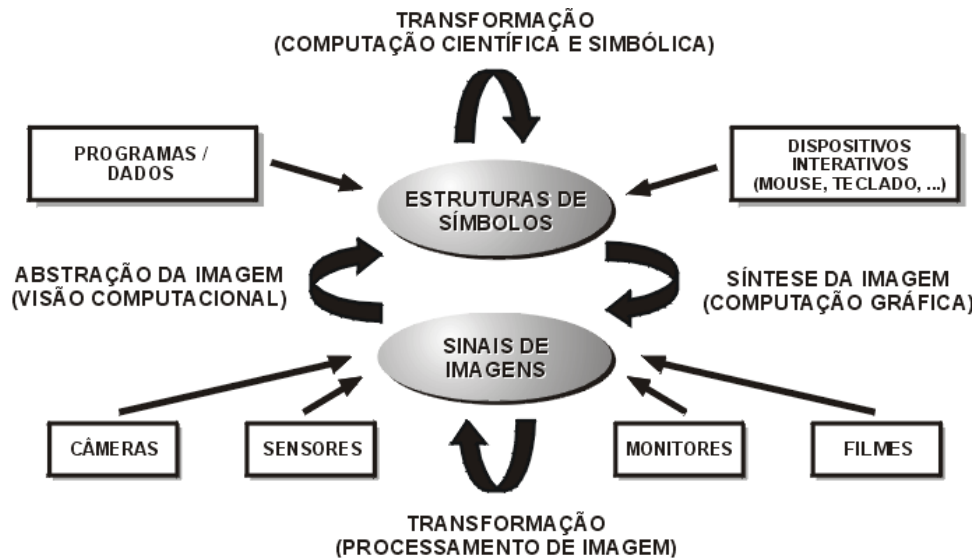 TRANSFORMAÇÃO
(COMPUTAÇÃO CIENTÍFICA E SIMBÓLICA)
PROGRAMAS /
DADOS
DISPOSITIVOS
INTERATIVOS
(MOUSE, TECLADO, ...)
ESTRUTURAS DE
SÍMBOLOS
ABSTRAÇÃO DA IMAGEM
(VISÃO COMPUTACIONAL)
SÍNTESE DA IMAGEM
(COMPUTAÇÃO GRÁFICA)
SINAIS DE
IMAGENS
CÂMERAS
SENSORES
MONITORES
FILMES
TRANSFORMAÇÃO
(PROCESSAMENTO DE IMAGEM)